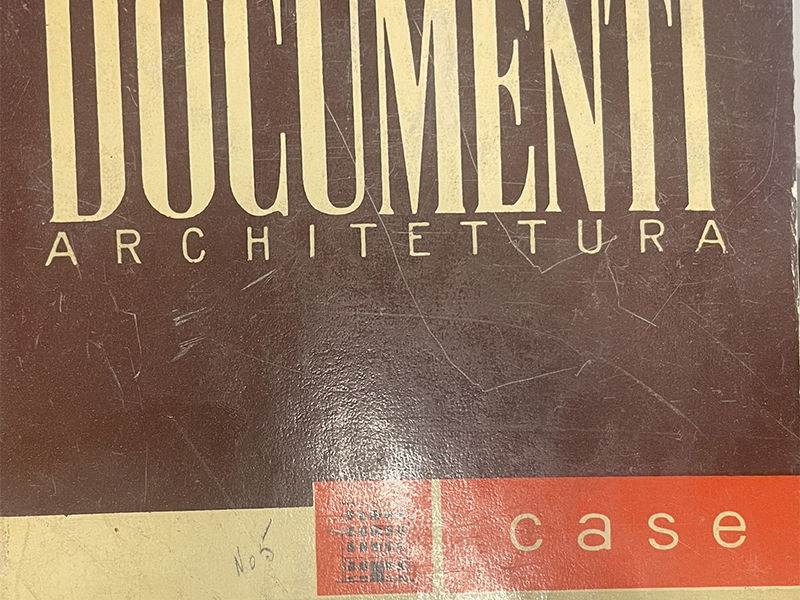 DOCUMENTI
ARCHITETTURA
case
No 5